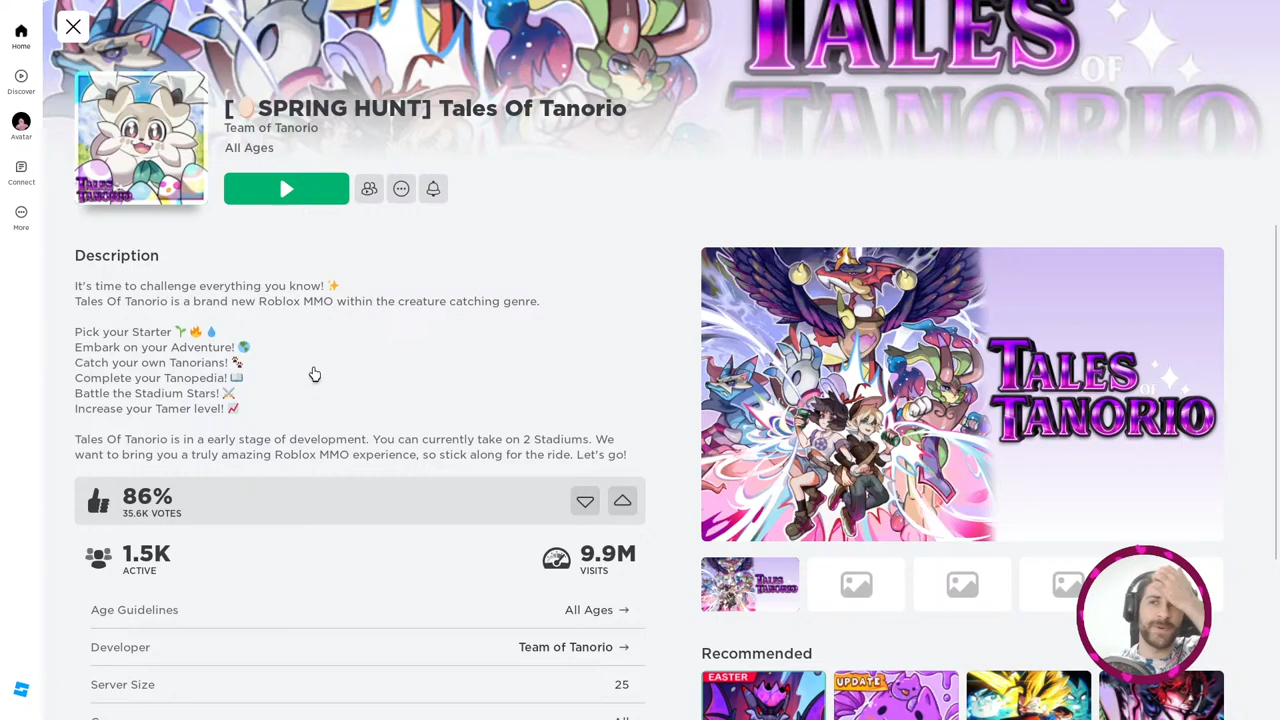 TALES
OF
TANORIO
Home
Discover
Avatar
Connect
More
TALES
TANORIO
[🥚SPRING HUNT] Tales Of Tanorio
Team of Tanorio
All Ages
Description
It's time to challenge everything you know! ✨
Tales Of Tanorio is a brand new Roblox MMO within the creature catching genre.
Pick your Starter 🌱 🔥 💧
Embark on your Adventure! 🌎
Catch your own Tanorians! 🐾
Complete your Tanopedia! 📖
Battle the Stadium Stars! ⚔️
Increase your Tamer level! 📈
Tales Of Tanorio is in a early stage of development. You can currently take on 2 Stadiums. We
want to bring you a truly amazing Roblox MMO experience, so stick along for the ride. Let's go!
86%
35.6K VOTES
1.5K
ACTIVE
9.9M
VISITS
Age Guidelines
All Ages →
Developer
Team of Tanorio →
Server Size
25
TALES
OF
TANORIO
TALES
TANORIO
Recommended
EASTER
UPDATE